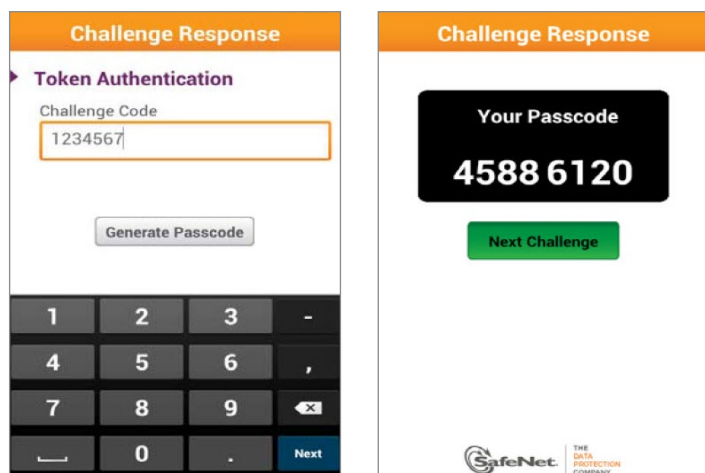 Challenge Response
Token Authentication
Challenge Code
1234567
Generate Passcode
1 2 3 -
4 5 6 ,
7 8 9
0 .
Next
Challenge Response
Your Passcode
4588 6120
Next Challenge
SafeNet.
THE
DATA
PROTECTION
COMPANY